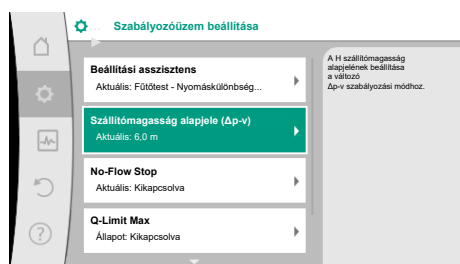 Szabályozóüzem beállítása
Beállítási asszisztens
Aktuális: Fűtőtest - Nyomáskülönbség...
Szállítómagasság alapjele (Δp-v)
Aktuális: 6,0 m
No-Flow Stop
Aktuális: Kikapcsolva
Q-Limit Max
Állapot: Kikapcsolva
A H szállítómagasság
alapjelének beállítása
a változó
Δp-v szabályozási módhoz.